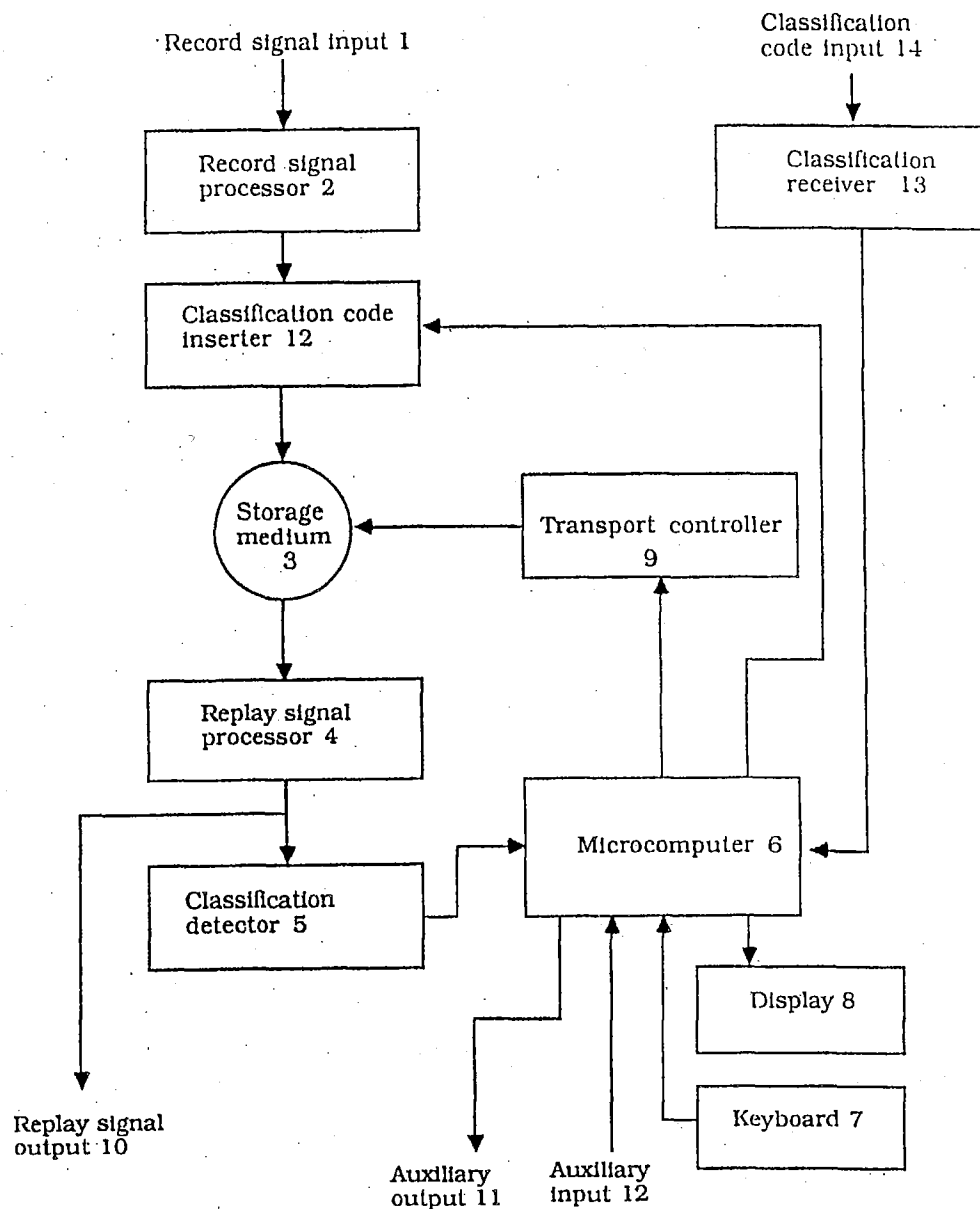 Record signal input 1
Classification
code input 14
Record signal
processor 2
Classification
receiver 13
Classification code
inserter 12
Storage
medium
3
Transport controller
9
Replay signal
processor 4
Microcomputer 6
Classification
detector 5
Display 8
Keyboard 7
Replay signal
output 10
Auxiliary
output 11
Auxiliary
input 12